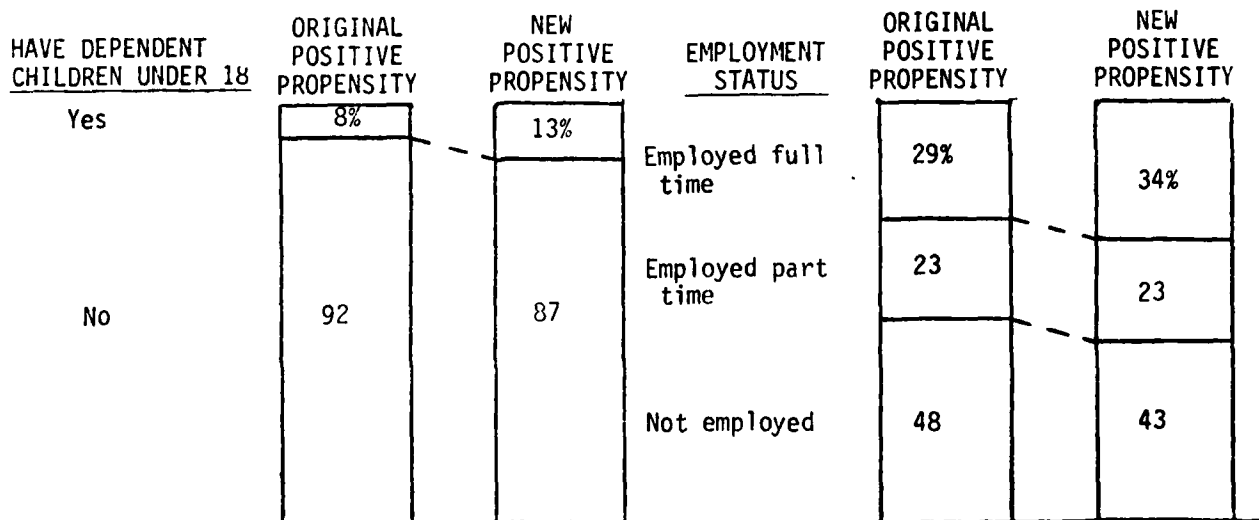 HAVE DEPENDENT
CHILDREN UNDER 18
ORIGINAL
POSITIVE
PROPENSITY
NEW
POSITIVE
PROPENSITY
Yes
8%
13%
No
92
87
EMPLOYMENT
STATUS
ORIGINAL
POSITIVE
PROPENSITY
NEW
POSITIVE
PROPENSITY
Employed full
time
29%
34%
Employed part
time
23
23
Not employed
48
43